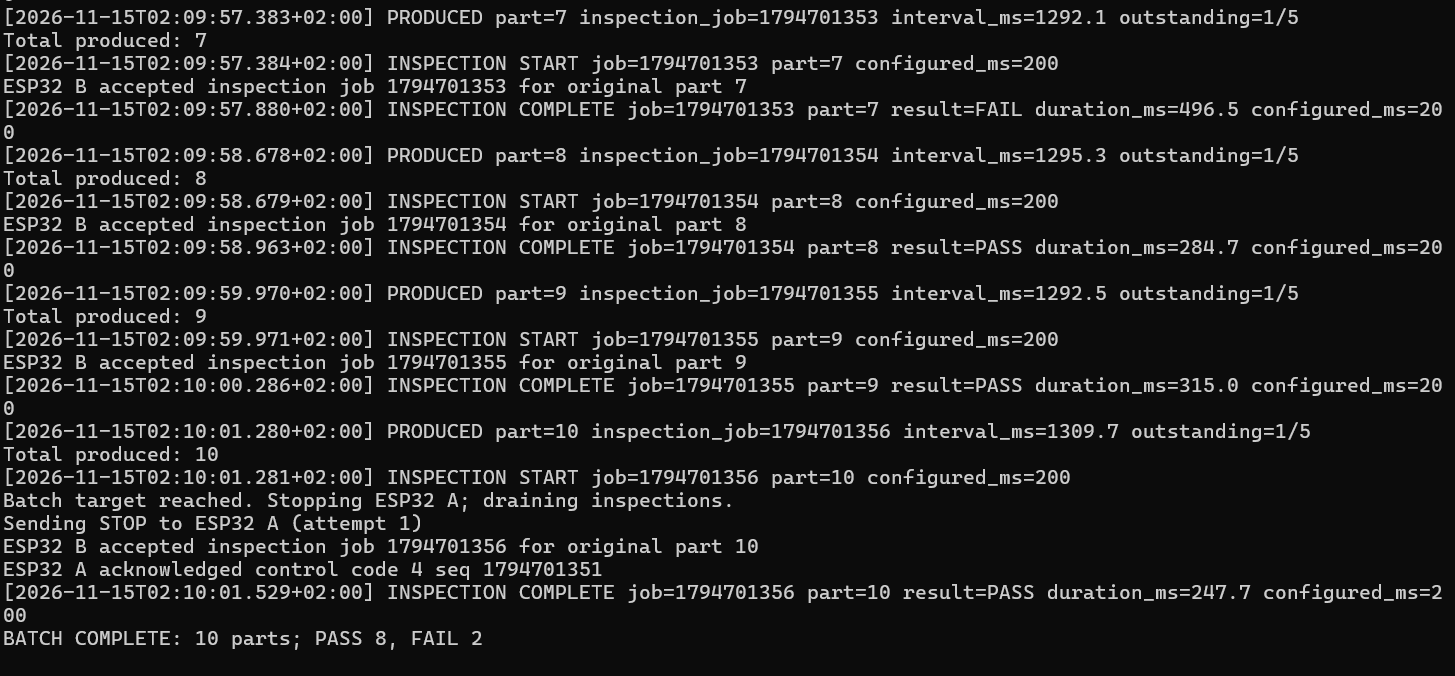 [2026-11-15T02:09:57.383+02:00] PRODUCED part=7 inspection_job=1794701353 interval_ms=1292.1 outstanding=1/5
Total produced: 7
[2026-11-15T02:09:57.384+02:00] INSPECTION START job=1794701353 part=7 configured_ms=200
ESP32 B accepted inspection job 1794701353 for original part 7
[2026-11-15T02:09:57.880+02:00] INSPECTION COMPLETE job=1794701353 part=7 result=FAIL duration_ms=496.5 configured_ms=20
0
[2026-11-15T02:09:58.678+02:00] PRODUCED part=8 inspection_job=1794701354 interval_ms=1295.3 outstanding=1/5
Total produced: 8
[2026-11-15T02:09:58.679+02:00] INSPECTION START job=1794701354 part=8 configured_ms=200
ESP32 B accepted inspection job 1794701354 for original part 8
[2026-11-15T02:09:58.963+02:00] INSPECTION COMPLETE job=1794701354 part=8 result=PASS duration_ms=284.7 configured_ms=20
0
[2026-11-15T02:09:59.970+02:00] PRODUCED part=9 inspection_job=1794701355 interval_ms=1292.5 outstanding=1/5
Total produced: 9
[2026-11-15T02:09:59.971+02:00] INSPECTION START job=1794701355 part=9 configured_ms=200
ESP32 B accepted inspection job 1794701355 for original part 9
[2026-11-15T02:10:00.286+02:00] INSPECTION COMPLETE job=1794701355 part=9 result=PASS duration_ms=315.0 configured_ms=20
0
[2026-11-15T02:10:01.280+02:00] PRODUCED part=10 inspection_job=1794701356 interval_ms=1309.7 outstanding=1/5
Total produced: 10
[2026-11-15T02:10:01.281+02:00] INSPECTION START job=1794701356 part=10 configured_ms=200
Batch target reached. Stopping ESP32 A; draining inspections.
Sending STOP to ESP32 A (attempt 1)
ESP32 B accepted inspection job 1794701356 for original part 10
ESP32 A acknowledged control code 4 seq 1794701351
[2026-11-15T02:10:01.529+02:00] INSPECTION COMPLETE job=1794701356 part=10 result=PASS duration_ms=247.7 configured_ms=2
00
BATCH COMPLETE: 10 parts; PASS 8, FAIL 2